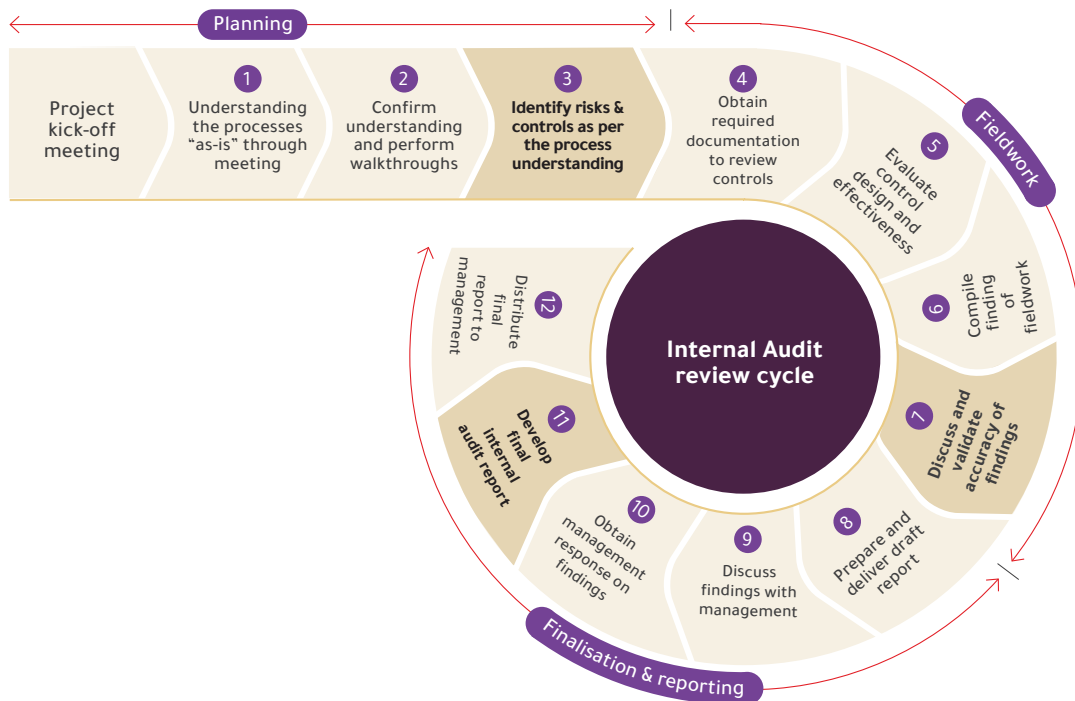 Planning
Project
kick-off
meeting
1
Understanding
the processes
"as-is" through
meeting
2
Confirm
understanding
and perform
walkthroughs
3
Identify risks &
controls as per
the process
understanding
4
Obtain
required
documentation
to review
controls
Fieldwork
5
Evaluate
control
design and
effectiveness
6
Compile
finding
of
fieldwork
7
Discuss and
validate
accuracy of
findings
8
Prepare and
deliver draft
report
9
Discuss
findings with
management
10
Obtain
management
response on
findings
11
Develop
final
internal
audit report
12
Distribute
final
report to
management
Finalisation & reporting
Internal Audit
review cycle